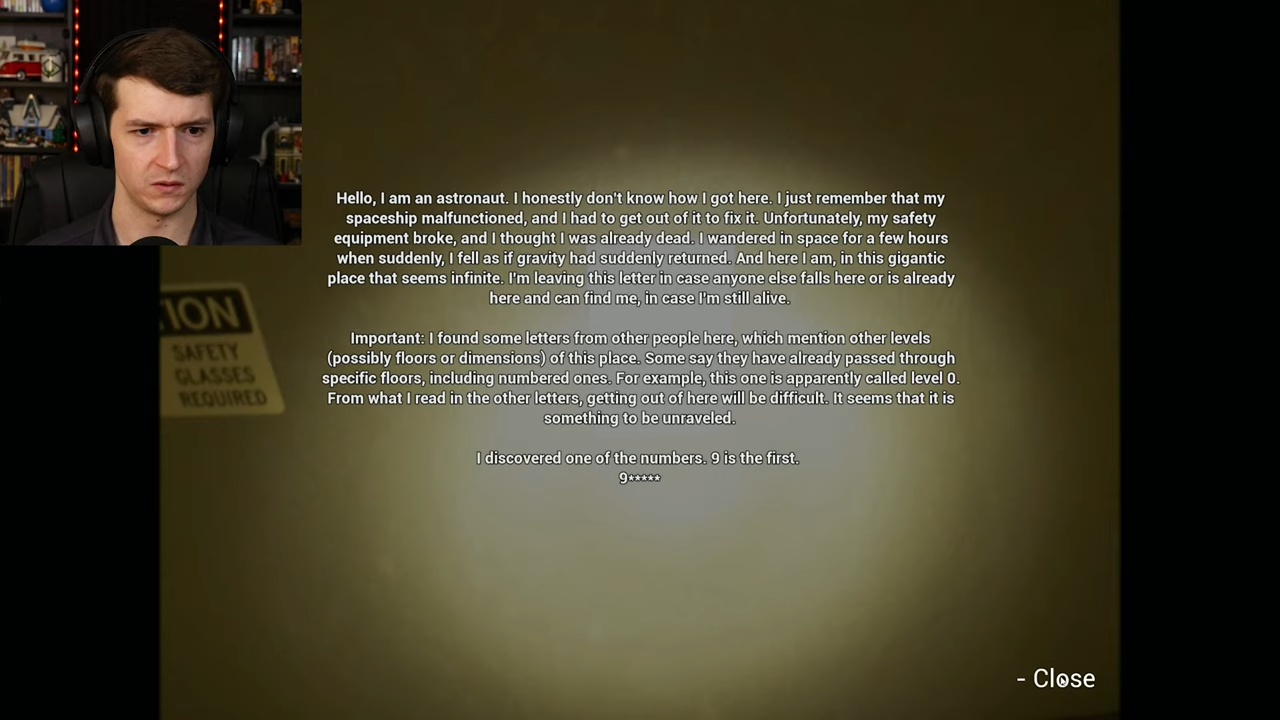 Hello, I am an astronaut. I honestly don't know how I got here. I just remember that my
spaceship malfunctioned, and I had to get out of it to fix it. Unfortunately, my safety
equipment broke, and I thought I was already dead. I wandered in space for a few hours
when suddenly, I fell as if gravity had suddenly returned. And here I am, in this gigantic
place that seems infinite. I'm leaving this letter in case anyone else falls here or is already
here and can find me, in case I'm still alive.
Important: I found some letters from other people here, which mention other levels
(possibly floors or dimensions) of this place. Some say they have already passed through
specific floors, including numbered ones. For example, this one is apparently called level 0.
From what I read in the other letters, getting out of here will be difficult. It seems that it is
something to be unraveled.
I discovered one of the numbers. 9 is the first.
9*****
TION
SAFETY
GLASSES
REQUIRED
- Close